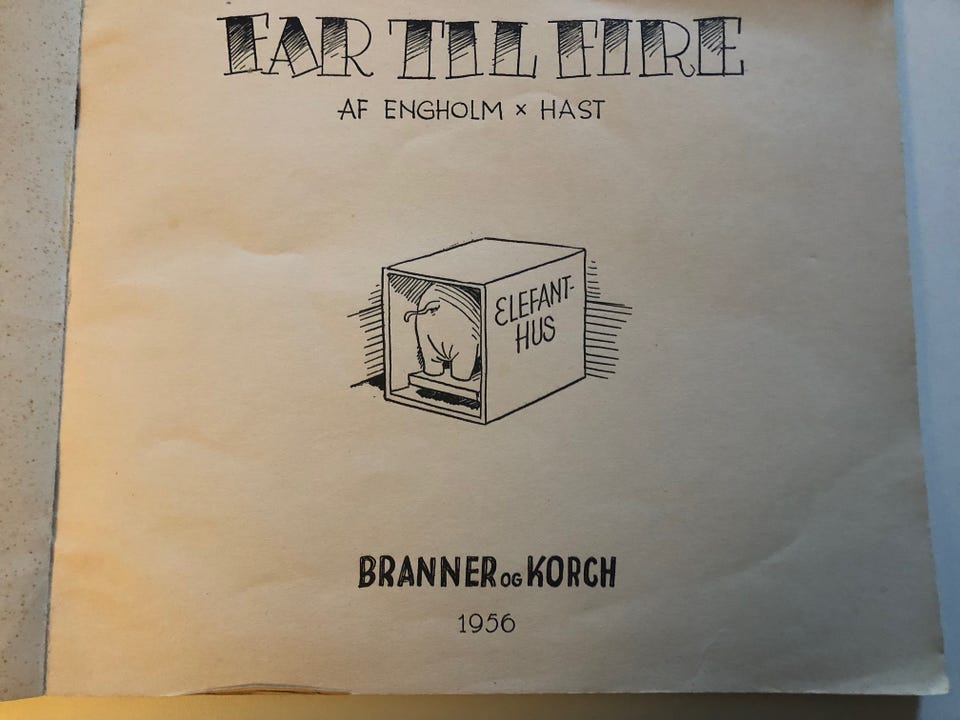 FAR TIL FIRE
AF ENGHOLM × HAST
ELEFANT-
HUS
BRANNER OG KORCH
1956